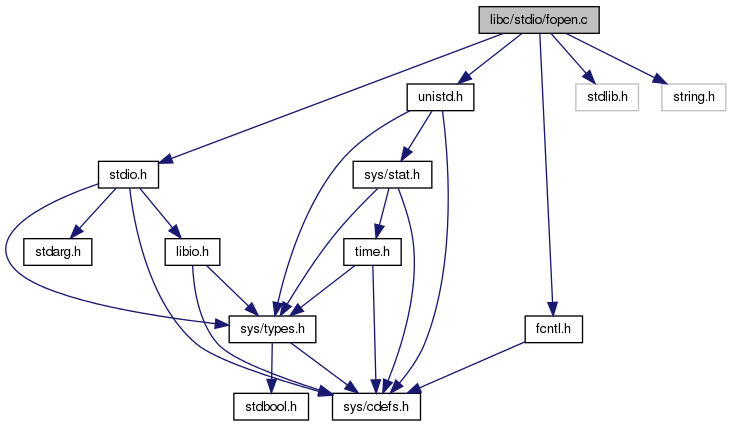 libc/stdio/fopen.c
unistd.h
stdlib.h
string.h
stdio.h
sys/stat.h
stdarg.h
libio.h
time.h
sys/types.h
fcntl.h
stdbool.h
sys/cdefs.h